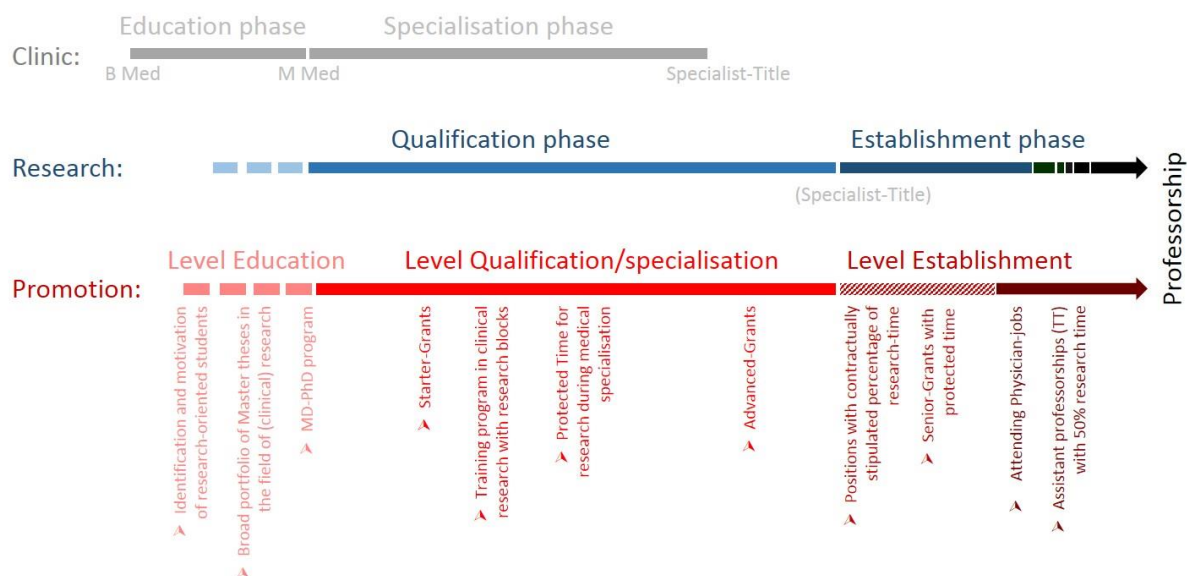 Education phase
Specialisation phase
Clinic:
B Med
M Med
Specialist-Title
Qualification phase
Establishment phase
Research:
(Specialist-Title)
Professorship
Level Education
Level Qualification/specialisation
Level Establishment
Promotion:
Identification and motivation
of research-oriented students
Broad portfolio of Master theses in
the field of (clinical) research
MD-PhD program
Starter-Grants
Training program in clinical
research with research blocks
Protected Time for
research during medical
specialisation
Advanced-Grants
Positions with contractually
stipulated percentage of
research-time
Senior-Grants with
protected time
Attending Physician-jobs
Assistant professorships (TT)
with 50% research time